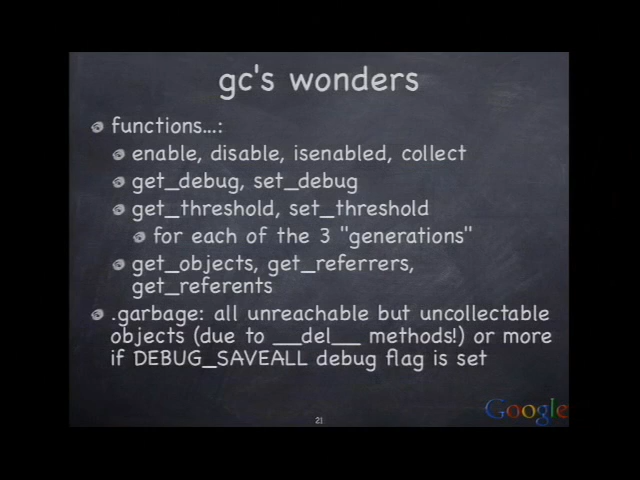 gc's wonders
functions...:
enable, disable, isenabled, collect
get_debug, set_debug
get_threshold, set_threshold
for each of the 3 "generations"
get_objects, get_referrers,
get_referents
.garbage: all unreachable but uncollectable
objects (due to __del__ methods!) or more
if DEBUG_SAVEALL debug flag is set
Google
21